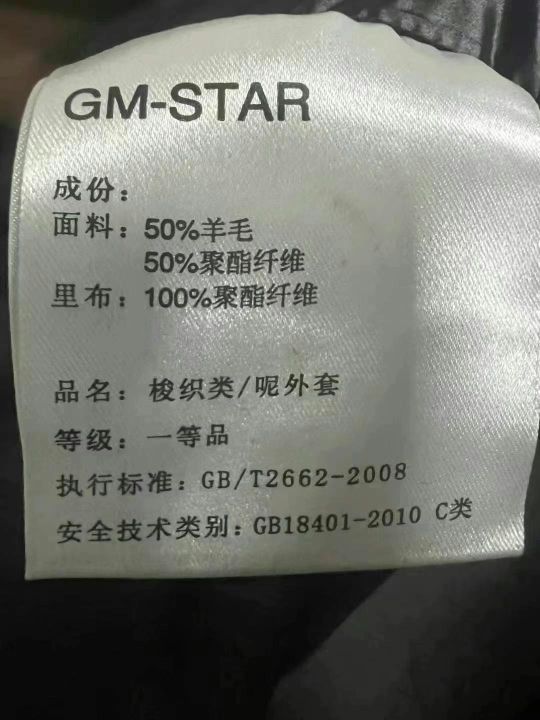 GM-STAR
成份：
面料：50%羊毛
50%聚酯纤维
里布：100%聚酯纤维
品名：梭织类/呢外套
等级：一等品
执行标准：GB/T2662-2008
安全技术类别：GB18401-2010 C类